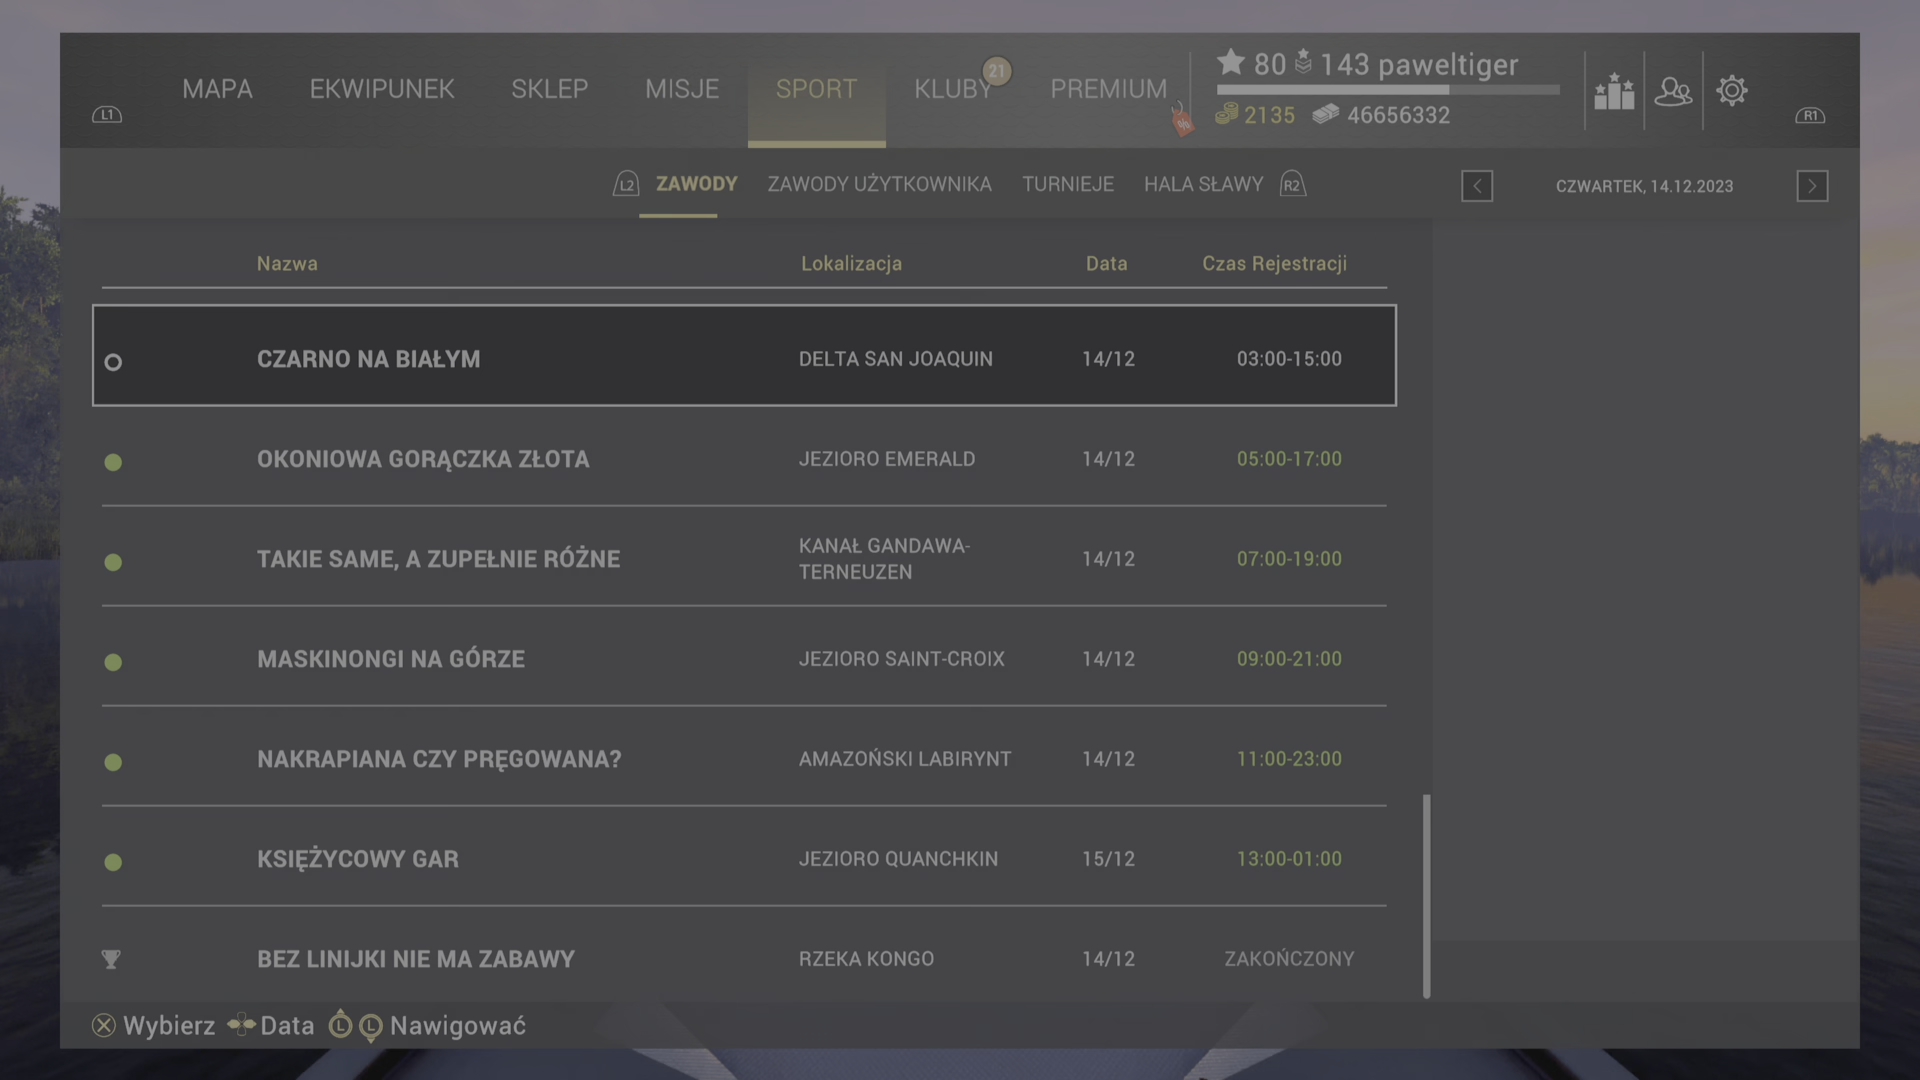 MAPA EKWIPUNEK SKLEP MISJE SPORT KLUBY 21 PREMIUM
80 143 paweltiger
2135 46656332
L1 R1
L2 ZAWODY ZAWODY UŻYTKOWNIKA TURNIEJE HALA SŁAWY R2
CZWARTEK, 14.12.2023
Nazwa Lokalizacja Data Czas Rejestracji
CZARNO NA BIAŁYM DELTA SAN JOAQUIN 14/12 03:00-15:00
OKONIOWA GORĄCZKA ZŁOTA JEZIORO EMERALD 14/12 05:00-17:00
TAKIE SAME, A ZUPEŁNIE RÓŻNE KANAŁ GANDAWA-
TERNEUZEN 14/12 07:00-19:00
MASKINONGI NA GÓRZE JEZIORO SAINT-CROIX 14/12 09:00-21:00
NAKRAPIANA CZY PRĘGOWANA? AMAZOŃSKI LABIRYNT 14/12 11:00-23:00
KSIĘŻYCOWY GAR JEZIORO QUANCHKIN 15/12 13:00-01:00
BEZ LINIJKI NIE MA ZABAWY RZEKA KONGO 14/12 ZAKOŃCZONY
Wybierz Data L L Nawigować